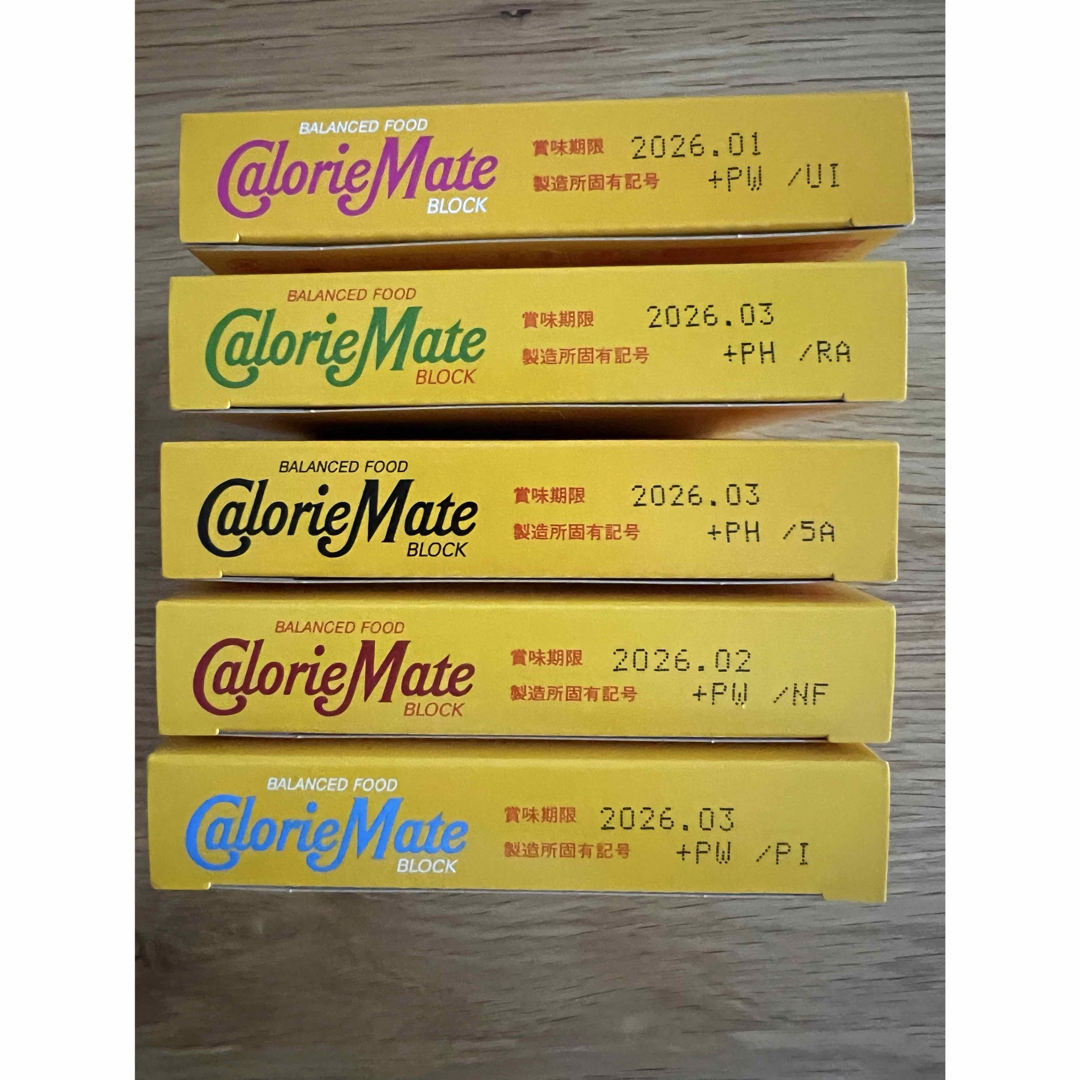 BALANCED FOOD
CalorieMate
BLOCK
賞味期限 2026.01
製造所固有記号 +PW /UI
BALANCED FOOD
CalorieMate
BLOCK
賞味期限 2026.03
製造所固有記号 +PH /RA
BALANCED FOOD
CalorieMate
BLOCK
賞味期限 2026.03
製造所固有記号 +PH /5A
BALANCED FOOD
CalorieMate
BLOCK
賞味期限 2026.02
製造所固有記号 +PW /NF
BALANCED FOOD
CalorieMate
BLOCK
賞味期限 2026.03
製造所固有記号 +PW /PI